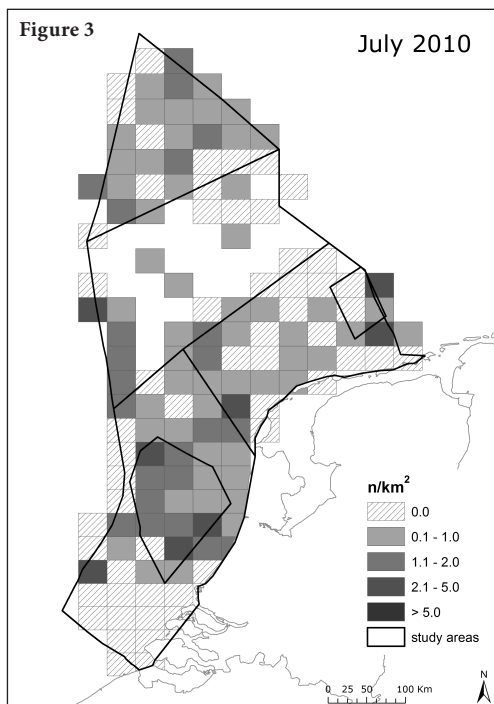 Figure 3
July 2010
n/km²
0.0
0.1 - 1.0
1.1 - 2.0
2.1 - 5.0
> 5.0
study areas
N
0 25 50 100 Km